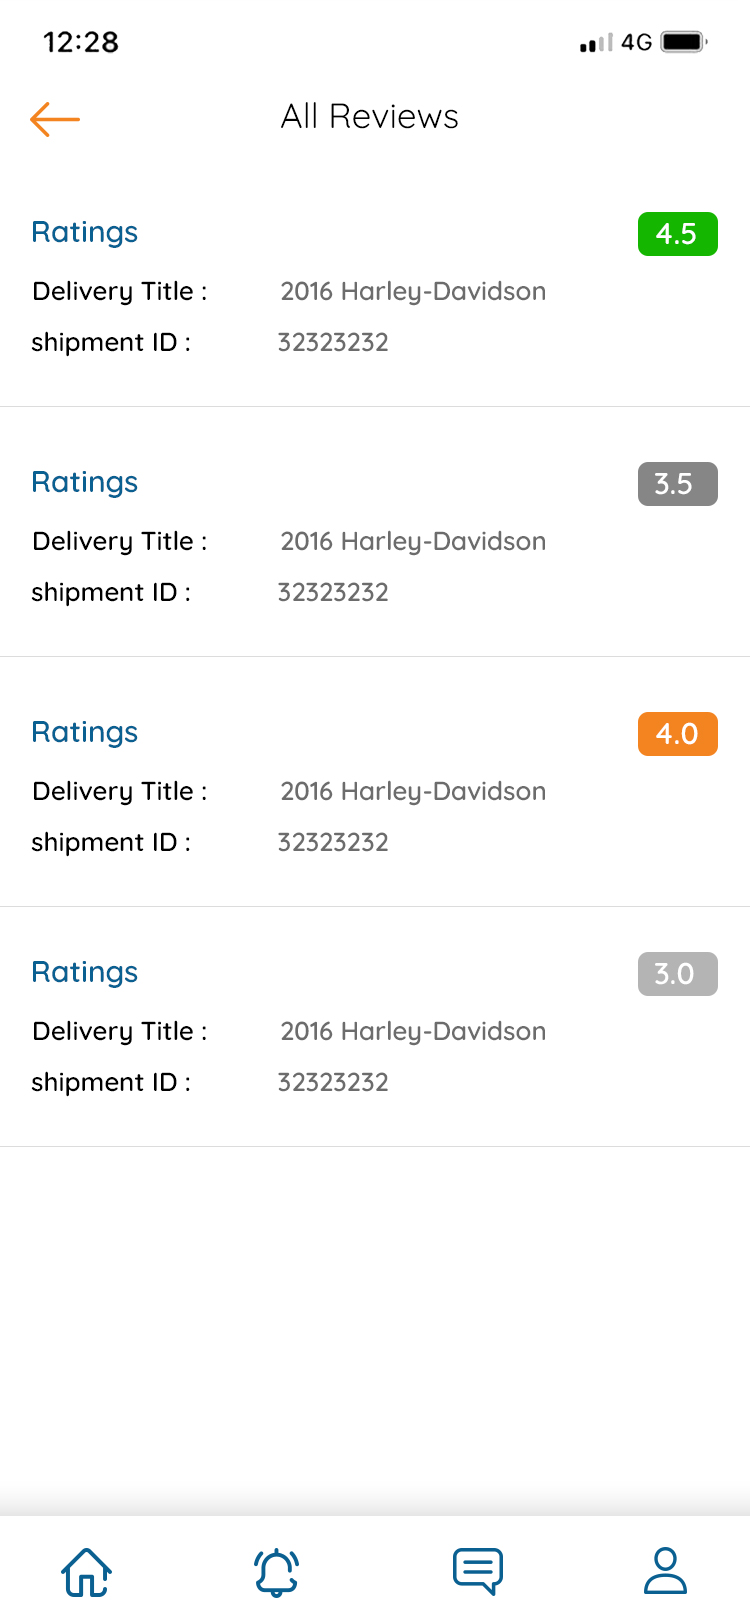 12:28 4G
All Reviews
Ratings 4.5
Delivery Title : 2016 Harley-Davidson
shipment ID : 32323232
Ratings 3.5
Delivery Title : 2016 Harley-Davidson
shipment ID : 32323232
Ratings 4.0
Delivery Title : 2016 Harley-Davidson
shipment ID : 32323232
Ratings 3.0
Delivery Title : 2016 Harley-Davidson
shipment ID : 32323232